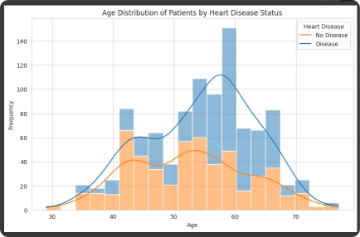 Age Distribution of Patients by Heart Disease Status
Heart Disease
No Disease
Disease
140
120
100
80
60
40
20
0
Frequency
30 40 50 60 70
Age